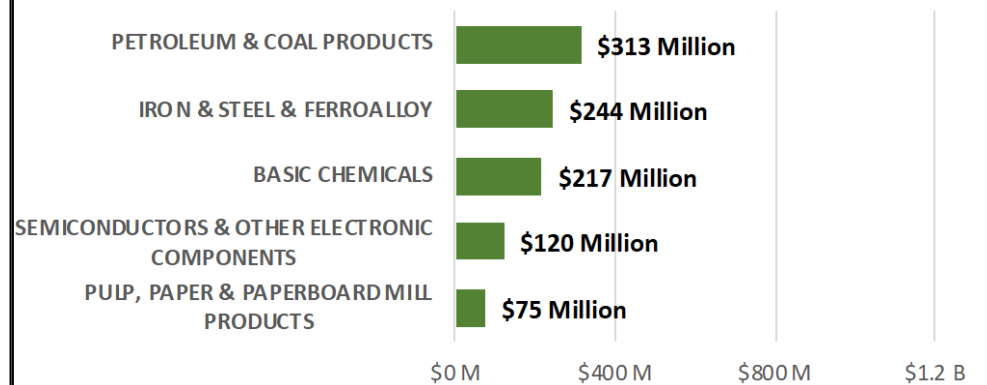 PETROLEUM & COAL PRODUCTS
$313 Million
IRON & STEEL & FERROALLOY
$244 Million
BASIC CHEMICALS
$217 Million
SEMICONDUCTORS & OTHER ELECTRONIC
COMPONENTS
$120 Million
PULP, PAPER & PAPERBOARD MILL
PRODUCTS
$75 Million
$0 M $400 M $800 M $1.2 B